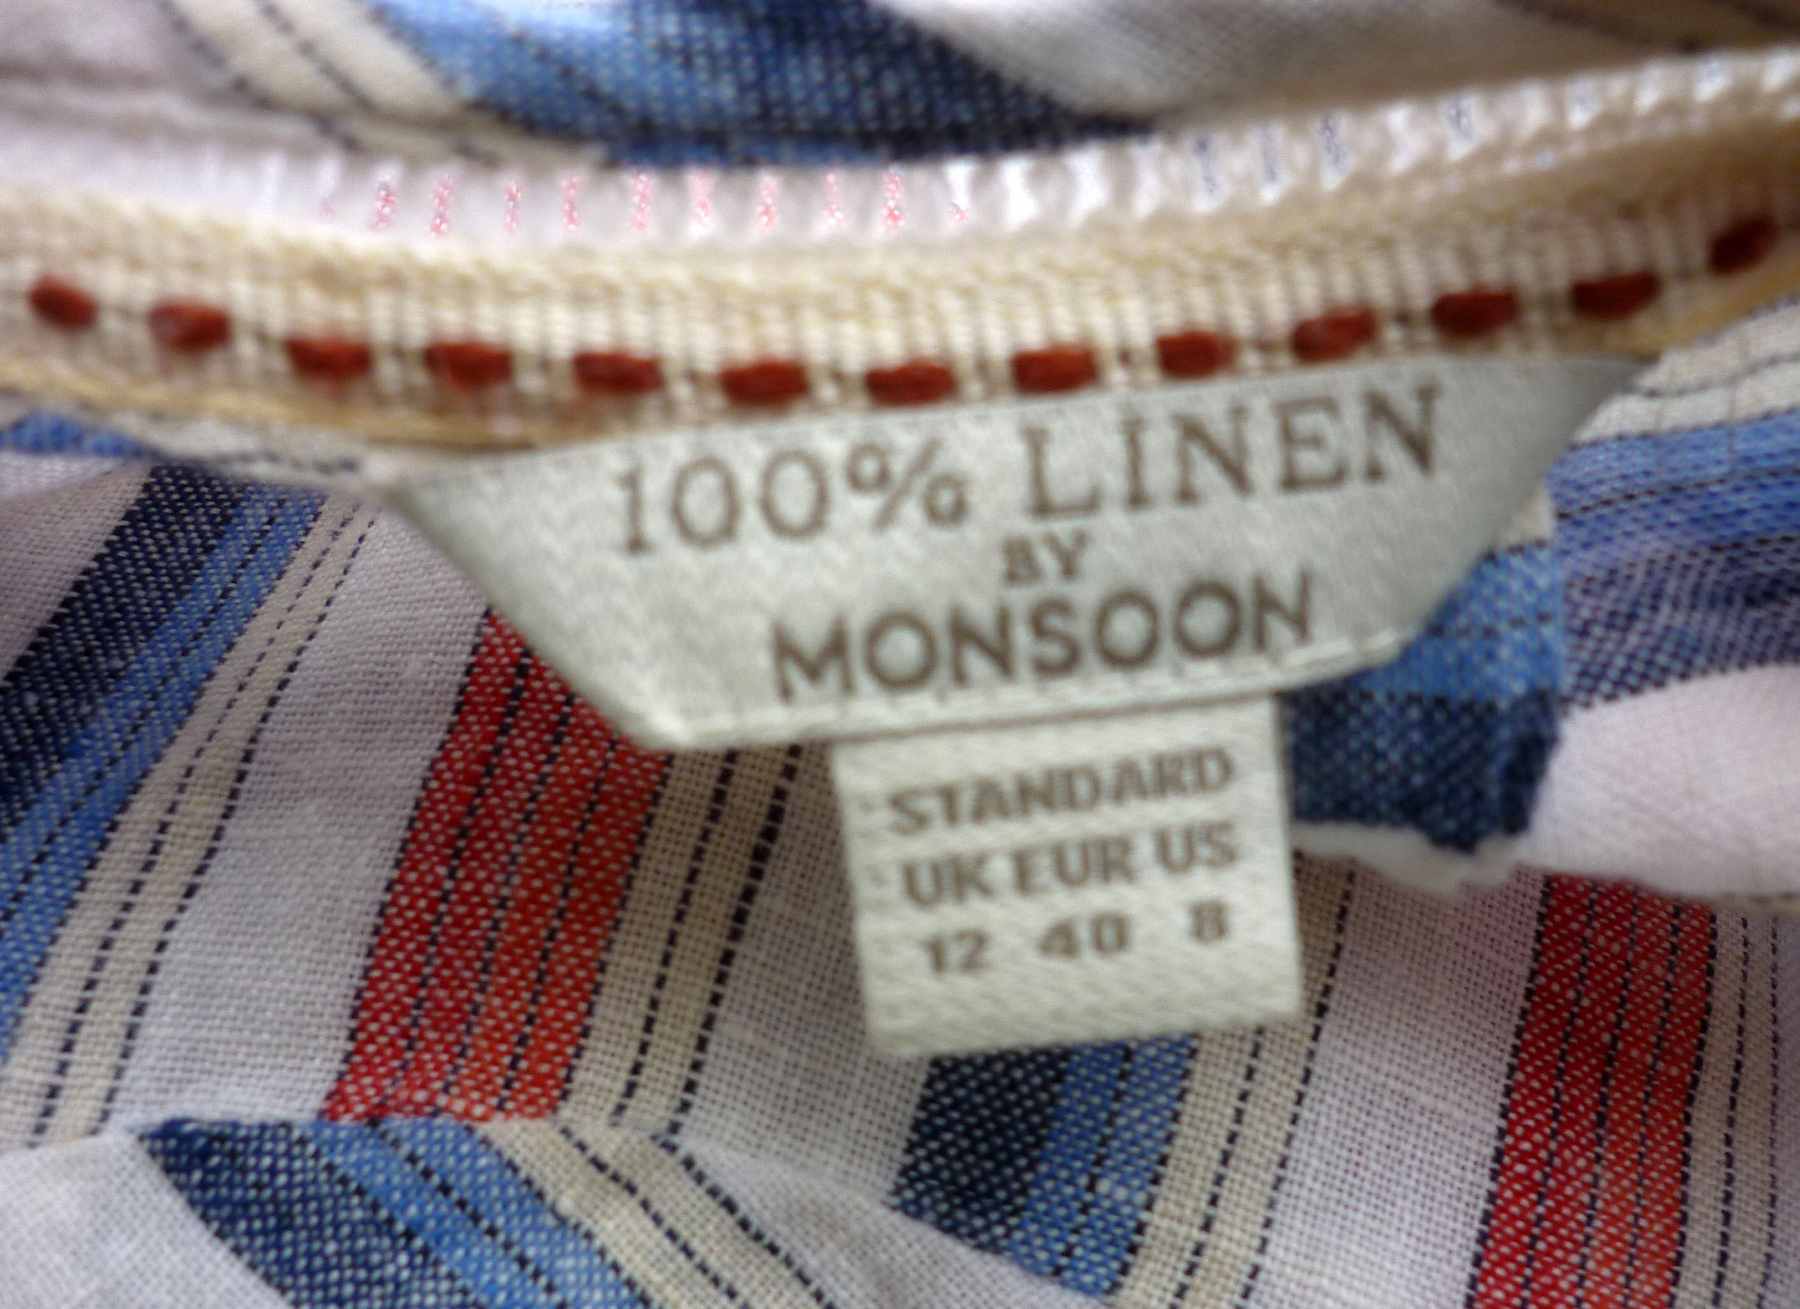 100% LINEN
BY
MONSOON
STANDARD
UK EUR US
12 40 8